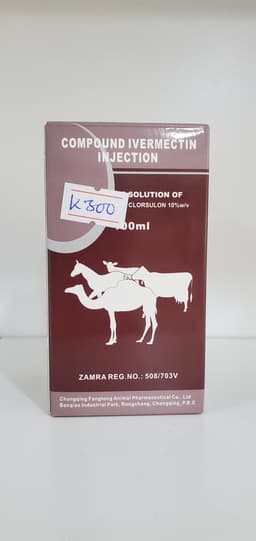 COMPOUND IVERMECTIN
INJECTION
SOLUTION OF
CLORSULON 10%w/v
K300
00ml
ZAMRA REG.NO.: 508/703V
Chongqing Fangtong Animal Pharmaceutical Co., Ltd
Banqiao Industrial Park, Rongchang, Chongqing, P.R.C